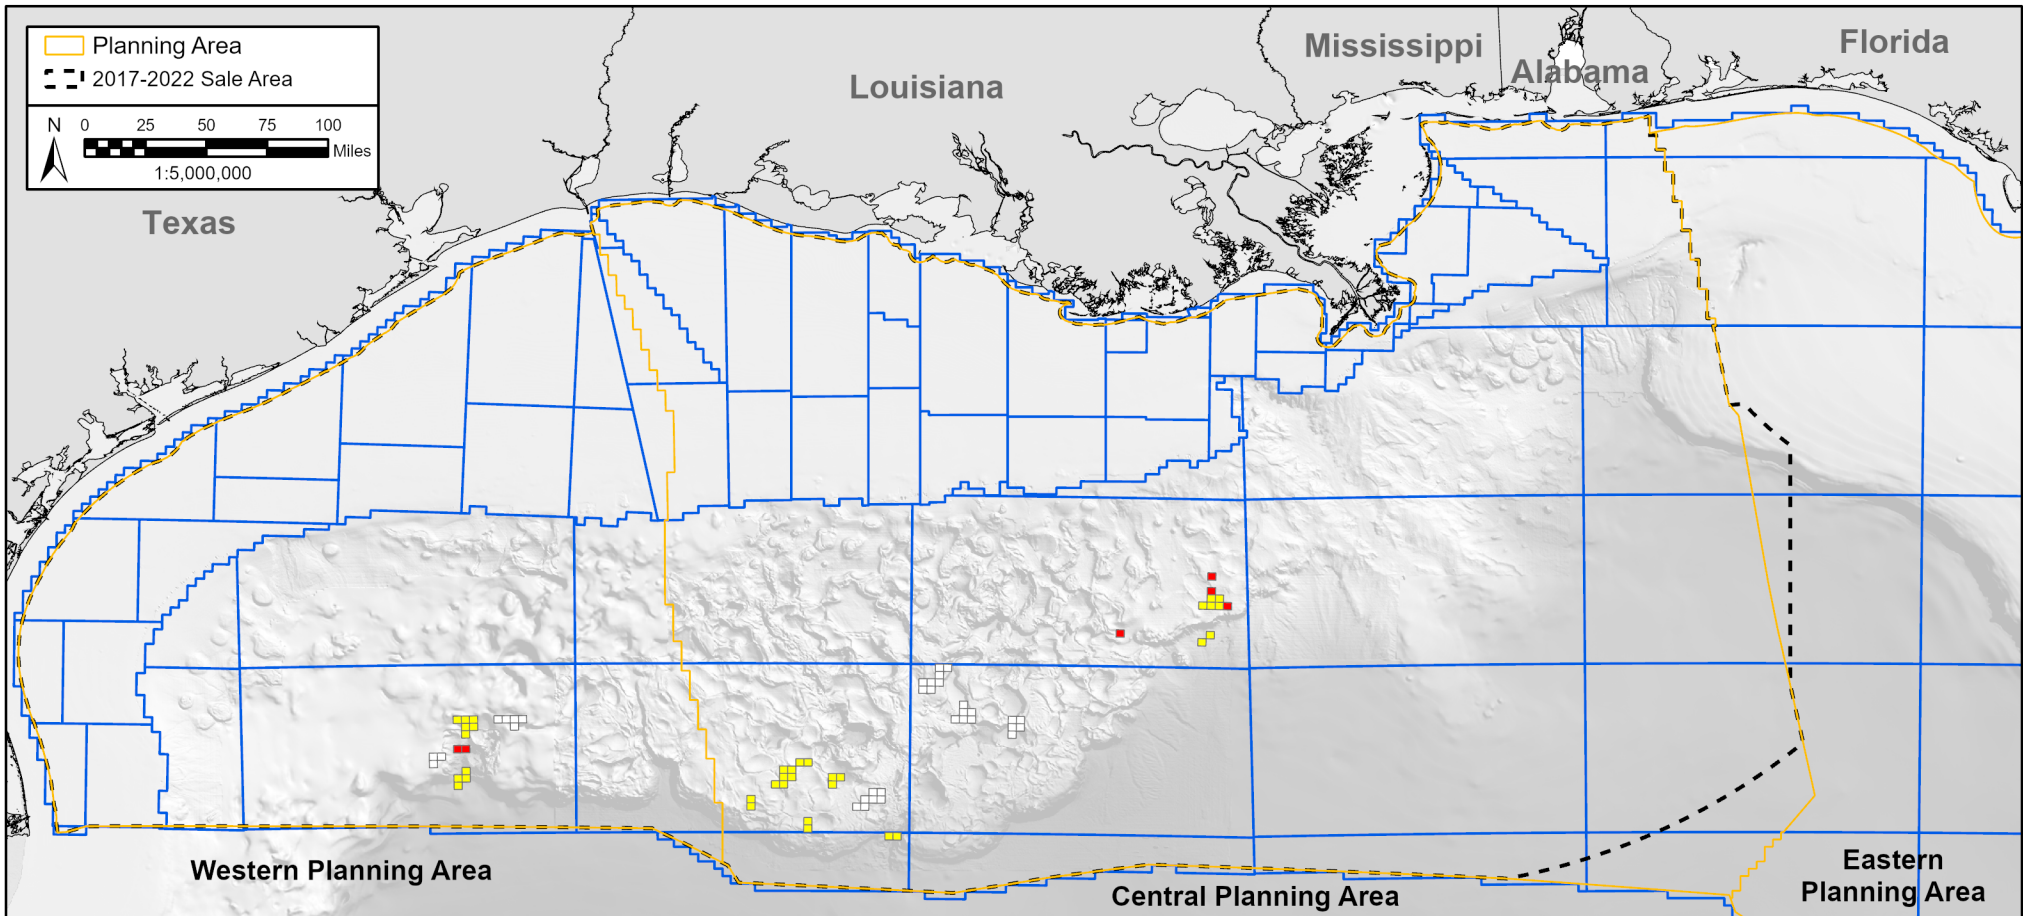 Planning Area
2017-2022 Sale Area
N
0 25 50 75 100
Miles
1:5,000,000
Texas
Louisiana
Mississippi
Alabama
Florida
Western Planning Area
Central Planning Area
Eastern
Planning Area